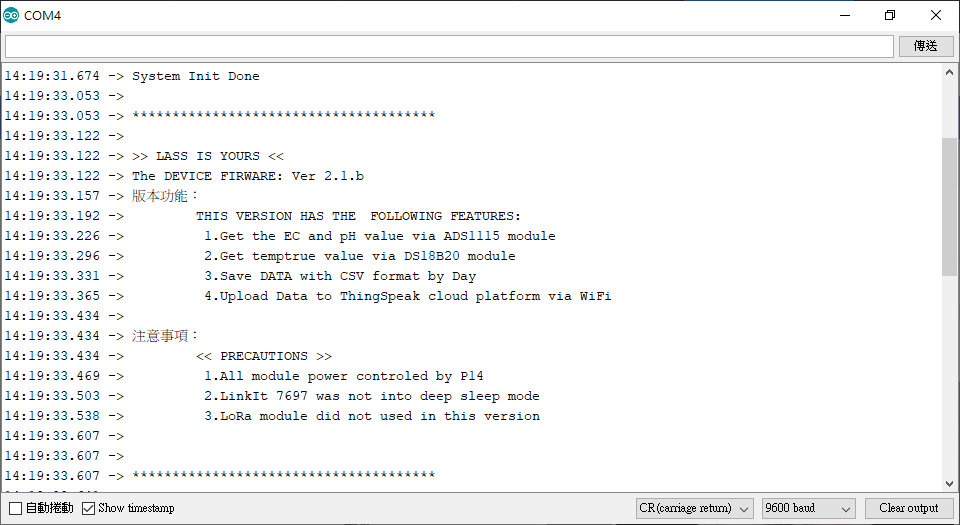 COM4
傳送
14:19:31.674 -> System Init Done
14:19:33.053 ->
14:19:33.053 -> **************************************
14:19:33.122 ->
14:19:33.122 -> >> LASS IS YOURS <<
14:19:33.122 -> The DEVICE FIRWARE: Ver 2.1.b
14:19:33.157 -> 版本功能：
14:19:33.192 -> THIS VERSION HAS THE  FOLLOWING FEATURES:
14:19:33.226 -> 1.Get the EC and pH value via ADS1115 module
14:19:33.296 -> 2.Get temptrue value via DS18B20 module
14:19:33.331 -> 3.Save DATA with CSV format by Day
14:19:33.365 -> 4.Upload Data to ThingSpeak cloud platform via WiFi
14:19:33.434 ->
14:19:33.434 -> 注意事項：
14:19:33.434 -> << PRECAUTIONS >>
14:19:33.469 -> 1.All module power controled by P14
14:19:33.503 -> 2.LinkIt 7697 was not into deep sleep mode
14:19:33.538 -> 3.LoRa module did not used in this version
14:19:33.607 ->
14:19:33.607 ->
14:19:33.607 -> **************************************
自動捲動 Show timestamp CR(carriage return) 9600 baud Clear output